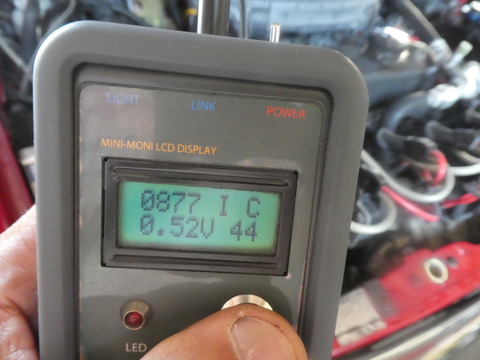 LIGHT LINK POWER
MINI-MONI LCD DISPLAY
0877 I C
0.52V 44
LED